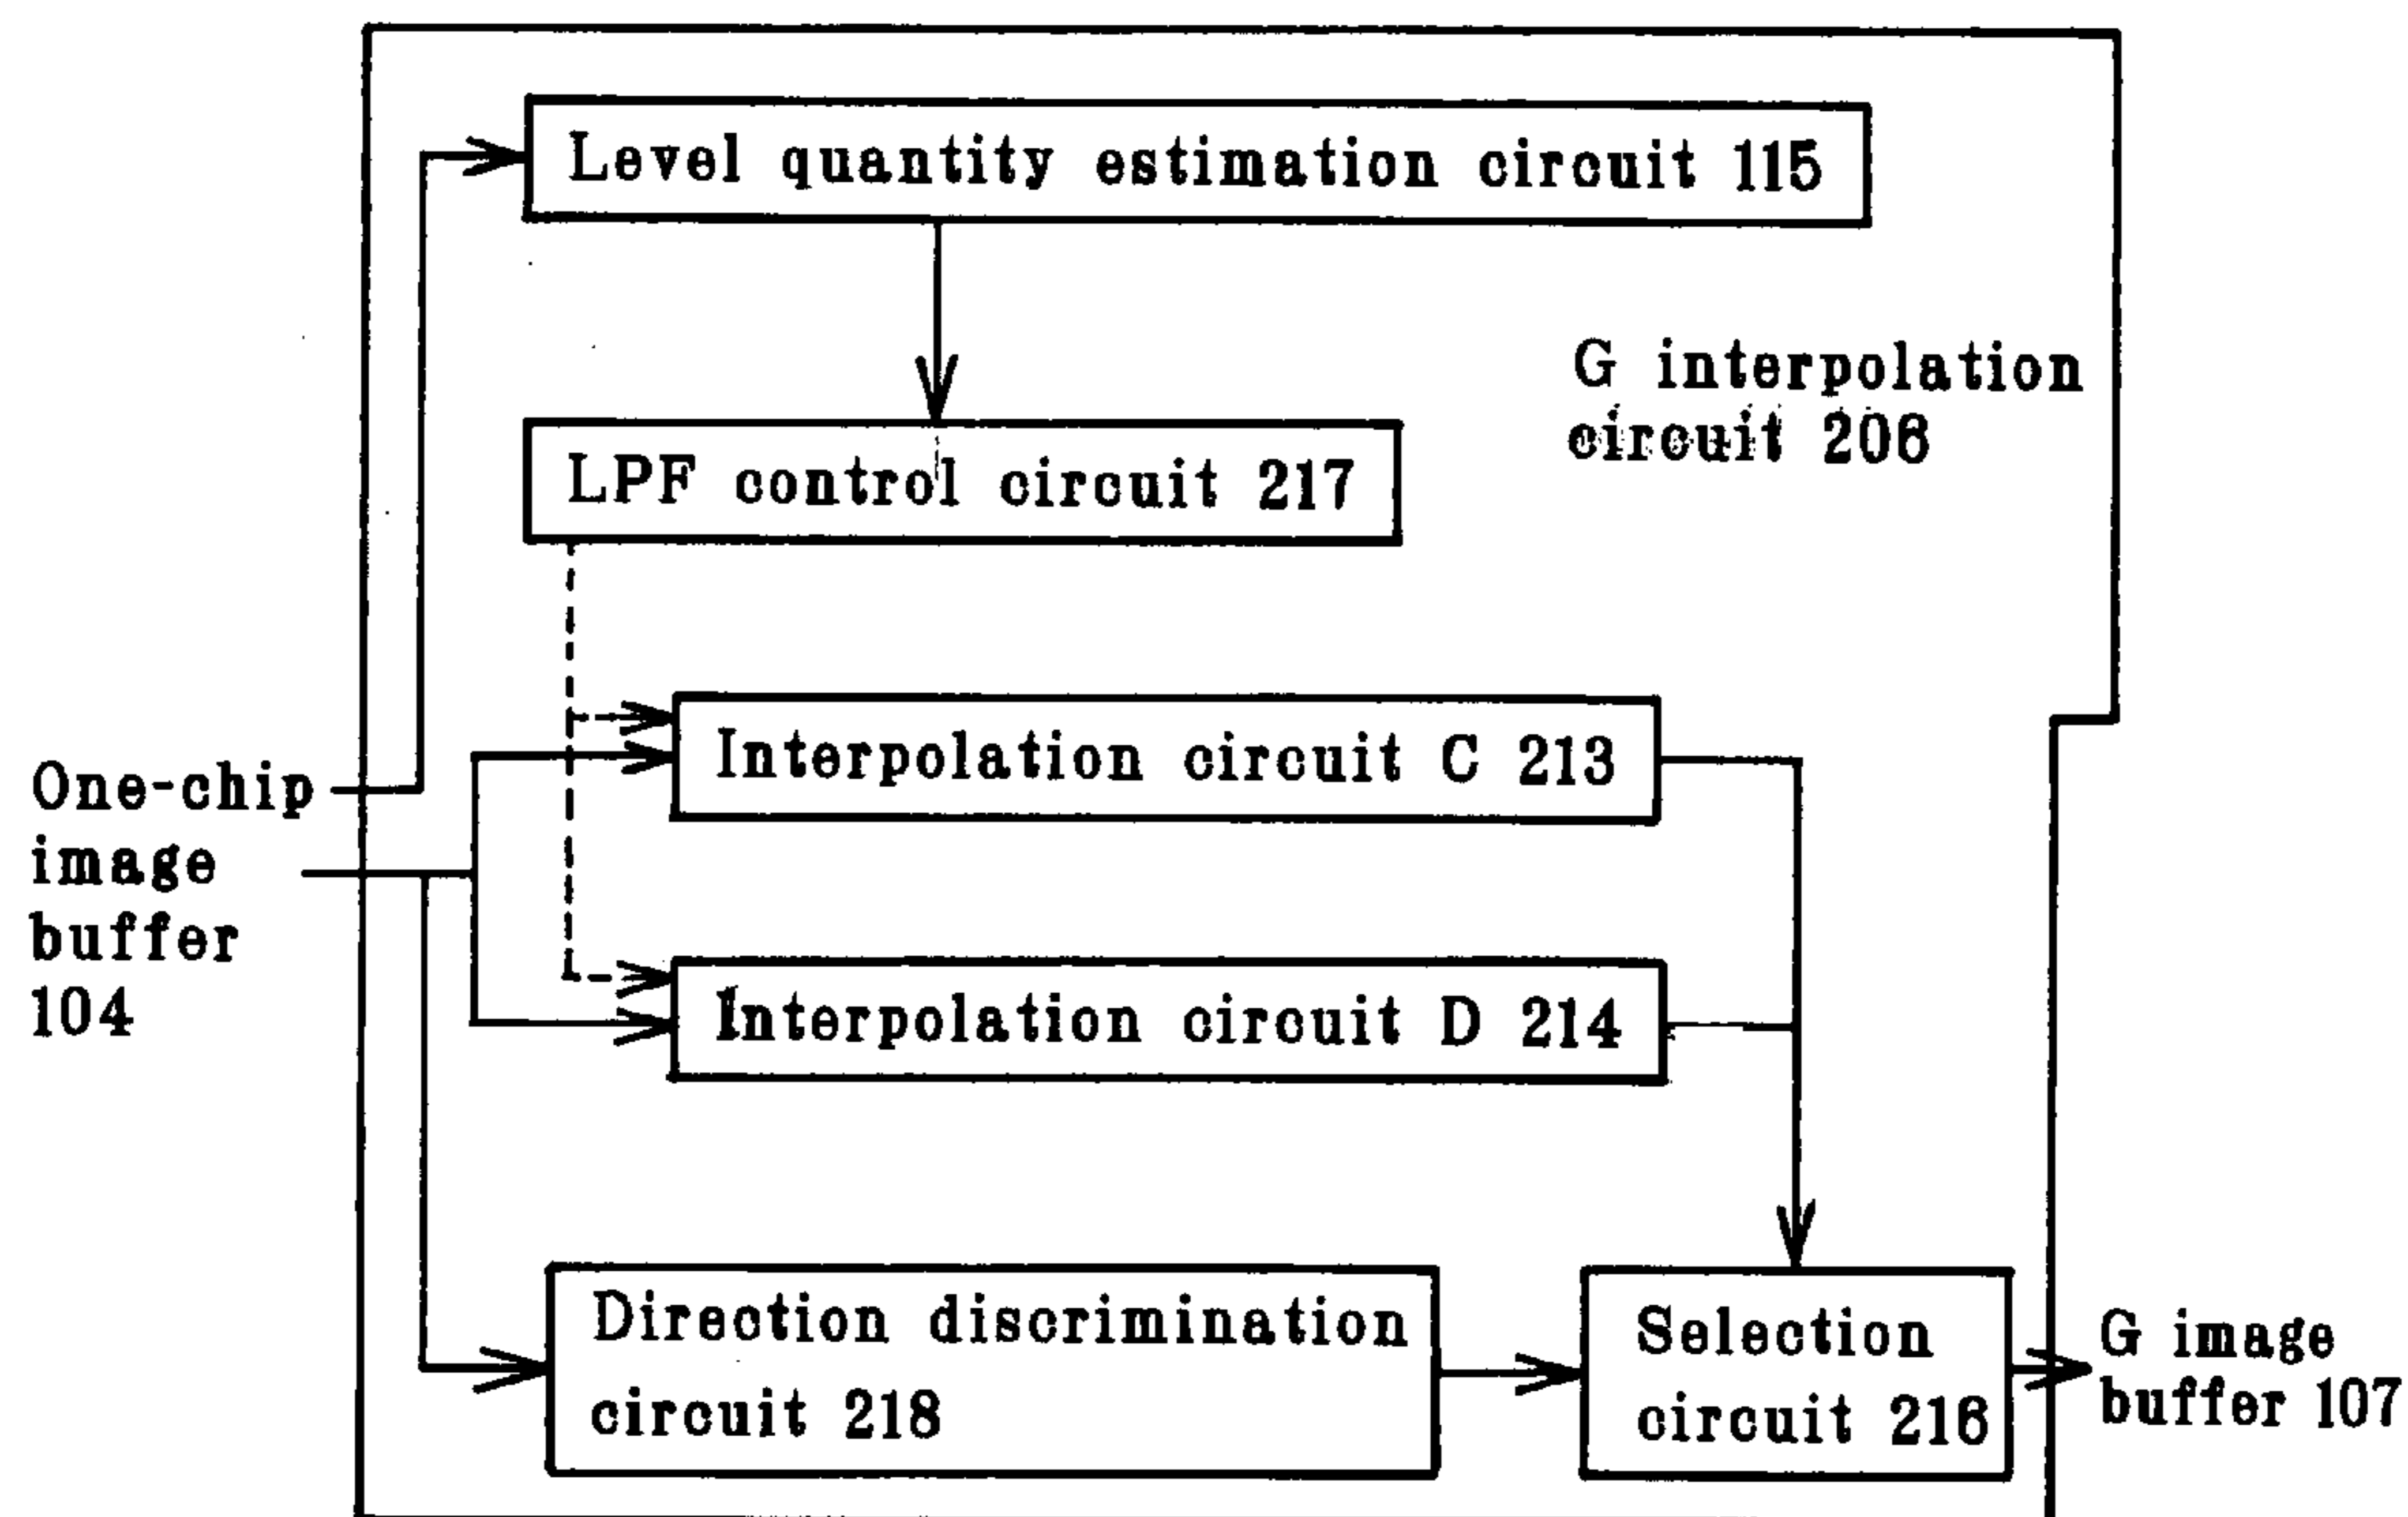 Level quantity estimation circuit 115
G interpolation
circuit 206
LPF control circuit 217
Interpolation circuit C 213
One-chip
image
buffer
104
Interpolation circuit D 214
Direction discrimination
circuit 218
Selection
circuit 216
G image
buffer 107